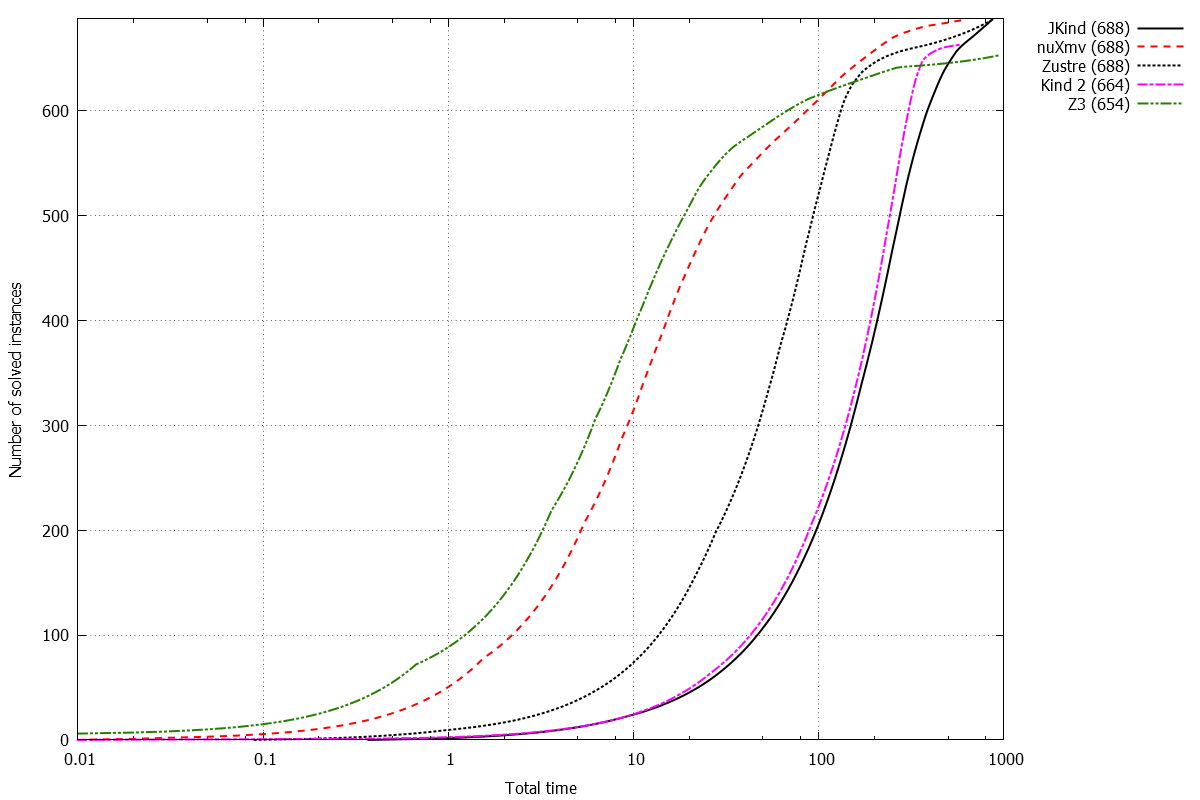 JKind (688)
nuXmv (688)
Zustre (688)
Kind 2 (664)
Z3 (654)
600
500
400
300
200
100
0
Number of solved instances
0.01 0.1 1 10 100 1000
Total time